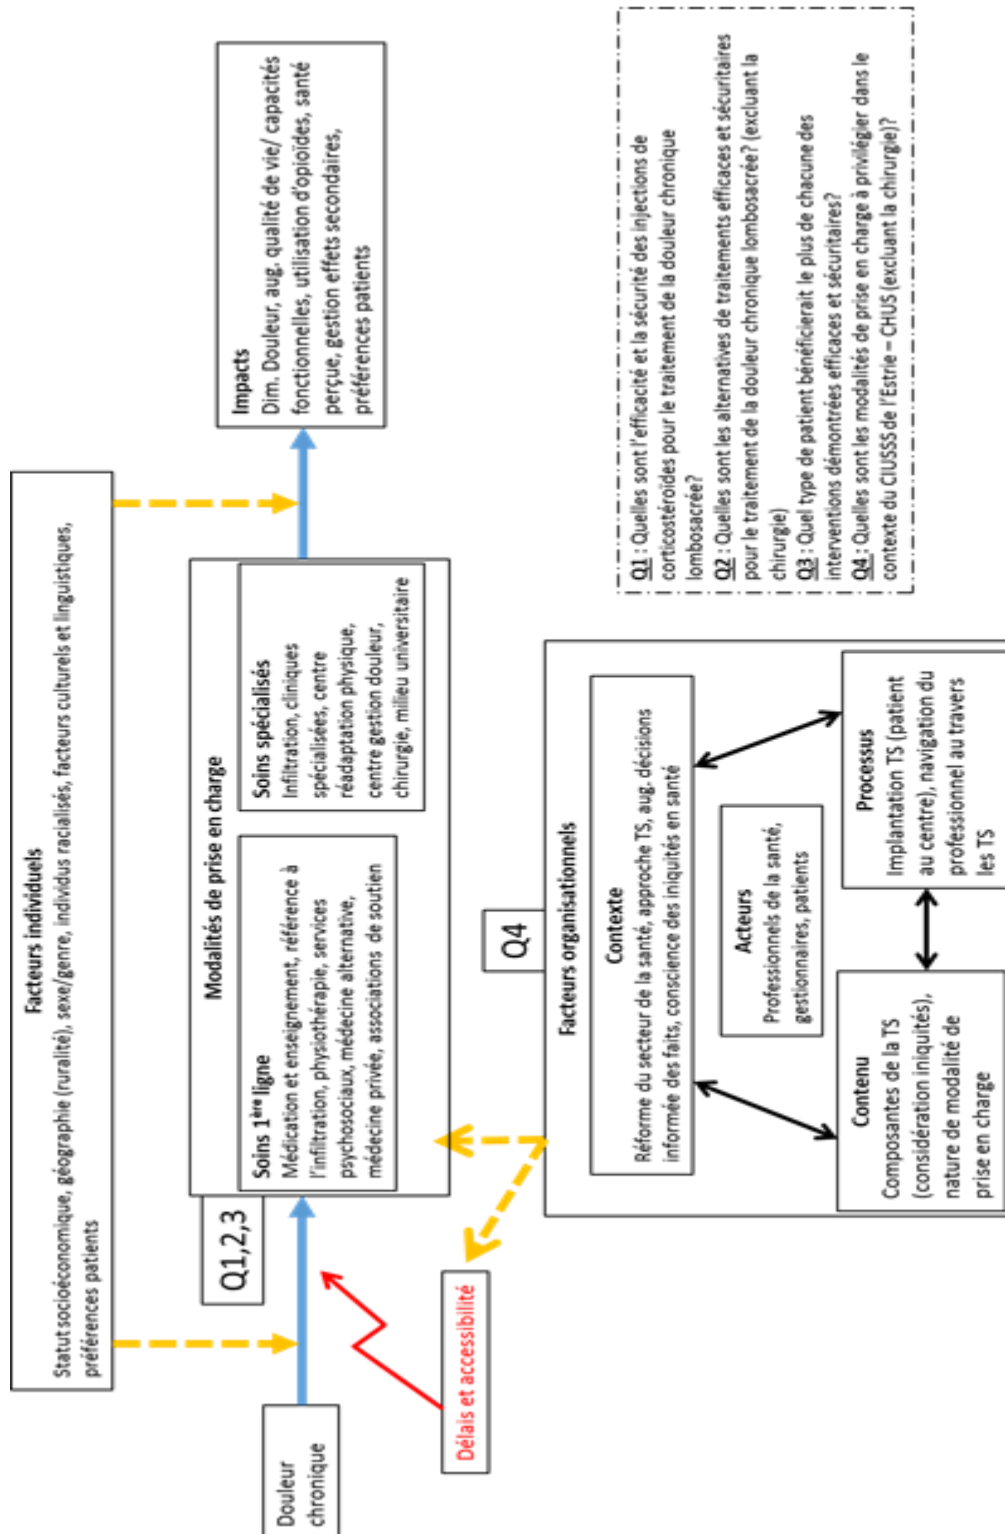 Facteurs individuels
Statut socioéconomique, géographie (ruralité), sexe/genre, individus racialisés, facteurs culturels et linguistiques,
préférences patients
Douleur
chronique
Q1,2,3
Modalités de prise en charge
Soins 1ère ligne
Médication et enseignement, référence à
l'infiltration, physiothérapie, services
psychosociaux, médecine alternative,
médecine privée, associations de soutien
Soins spécialisés
Infiltration, cliniques
spécialisées, centre
réadaptation physique,
centre gestion douleur,
chirurgie, milieu universitaire
Impacts
Dim. Douleur, aug. qualité de vie/ capacités
fonctionnelles, utilisation d'opioïdes, santé
perçue, gestion effets secondaires,
préférences patients
Délais et accessibilité
Q4
Facteurs organisationnels
Contexte
Réforme du secteur de la santé, approche TS, aug. décisions
informée des faits, conscience des iniquités en santé
Acteurs
Professionnels de la santé,
gestionnaires, patients
Contenu
Composantes de la TS
(considération iniquités),
nature de modalité de
prise en charge
Processus
Implantation TS (patient
au centre), navigation du
professionnel au travers
les TS
Q1 : Quelles sont l'efficacité et la sécurité des injections de
corticostéroïdes pour le traitement de la douleur chronique
lombosacrée?
Q2 : Quelles sont les alternatives de traitements efficaces et sécuritaires
pour le traitement de la douleur chronique lombosacrée? (excluant la
chirurgie)
Q3 : Quel type de patient bénéficierait le plus de chacune des
interventions démontrées efficaces et sécuritaires?
Q4 : Quelles sont les modalités de prise en charge à privilégier dans le
contexte du CIUSSS de l'Estrie – CHUS (excluant la chirurgie)?